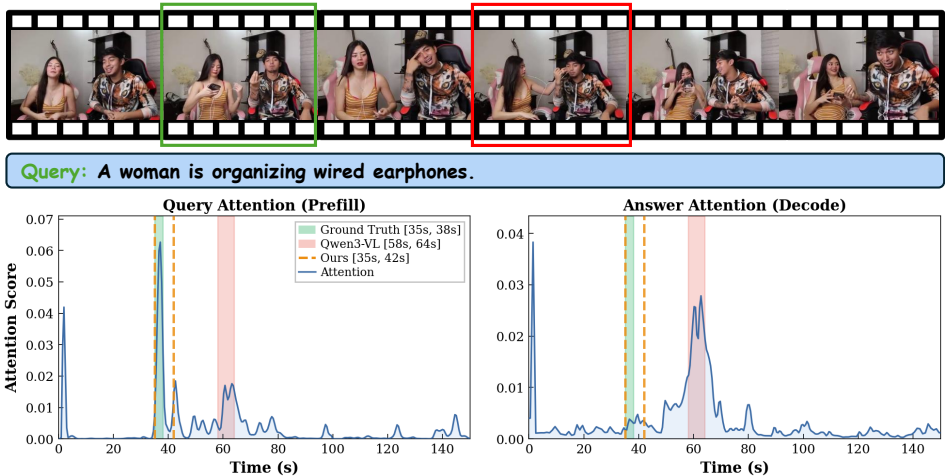 Query: A woman is organizing wired earphones.
Query Attention (Prefill)
Answer Attention (Decode)
Attention Score
0.07
0.06
0.05
0.04
0.03
0.02
0.01
0.00
0 20 40 60 80 100 120 140
Time (s)
Ground Truth [35s, 38s]
Qwen3-VL [58s, 64s]
Ours [35s, 42s]
Attention
0.04
0.03
0.02
0.01
0.00
0 20 40 60 80 100 120 140
Time (s)